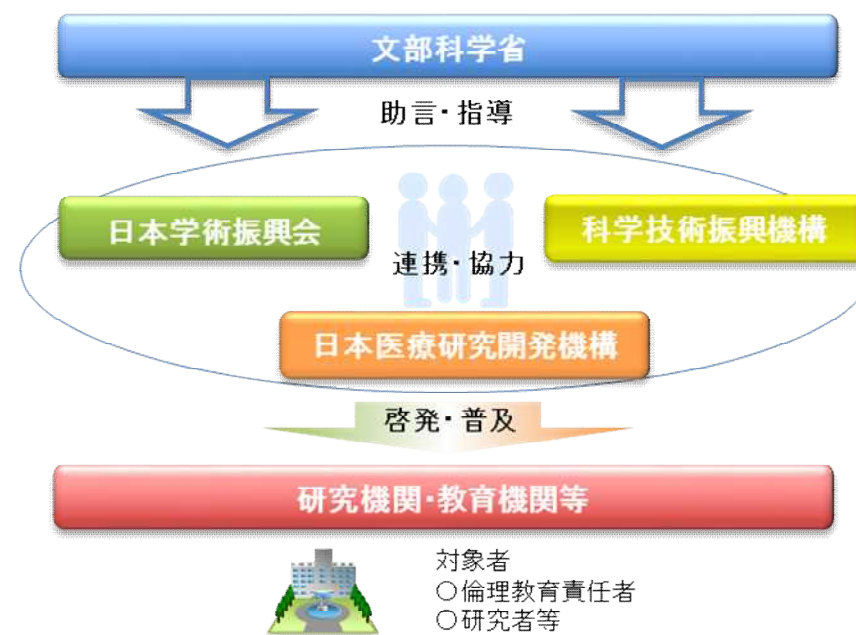 文部科学省
助言・指導
日本学術振興会
科学技術振興機構
連携・協力
日本医療研究開発機構
啓発・普及
研究機関・教育機関等
対象者
○倫理教育責任者
○研究者等